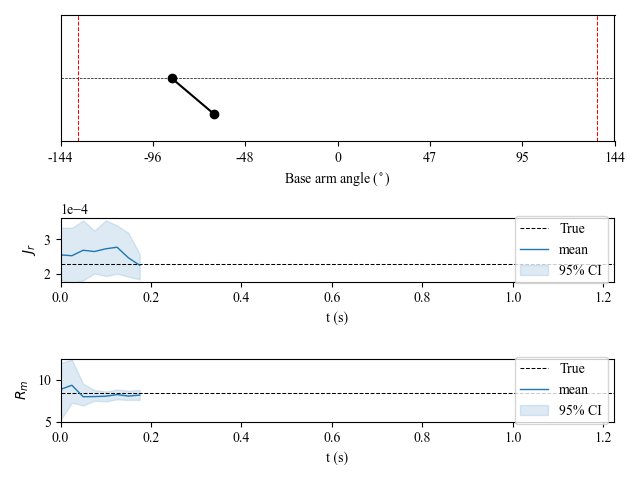 -144 -96 -48 0 47 95 144
Base arm angle (°)
1e−4
3
2
J_r
True
mean
95% CI
0.0 0.2 0.4 0.6 0.8 1.0 1.2
t (s)
10
5
R_m
True
mean
95% CI
0.0 0.2 0.4 0.6 0.8 1.0 1.2
t (s)